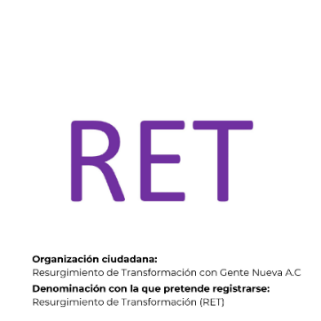 RET
Organización ciudadana:
Resurgimiento de Transformación con Gente Nueva A.C
Denominación con la que pretende registrarse:
Resurgimiento de Transformación (RET)